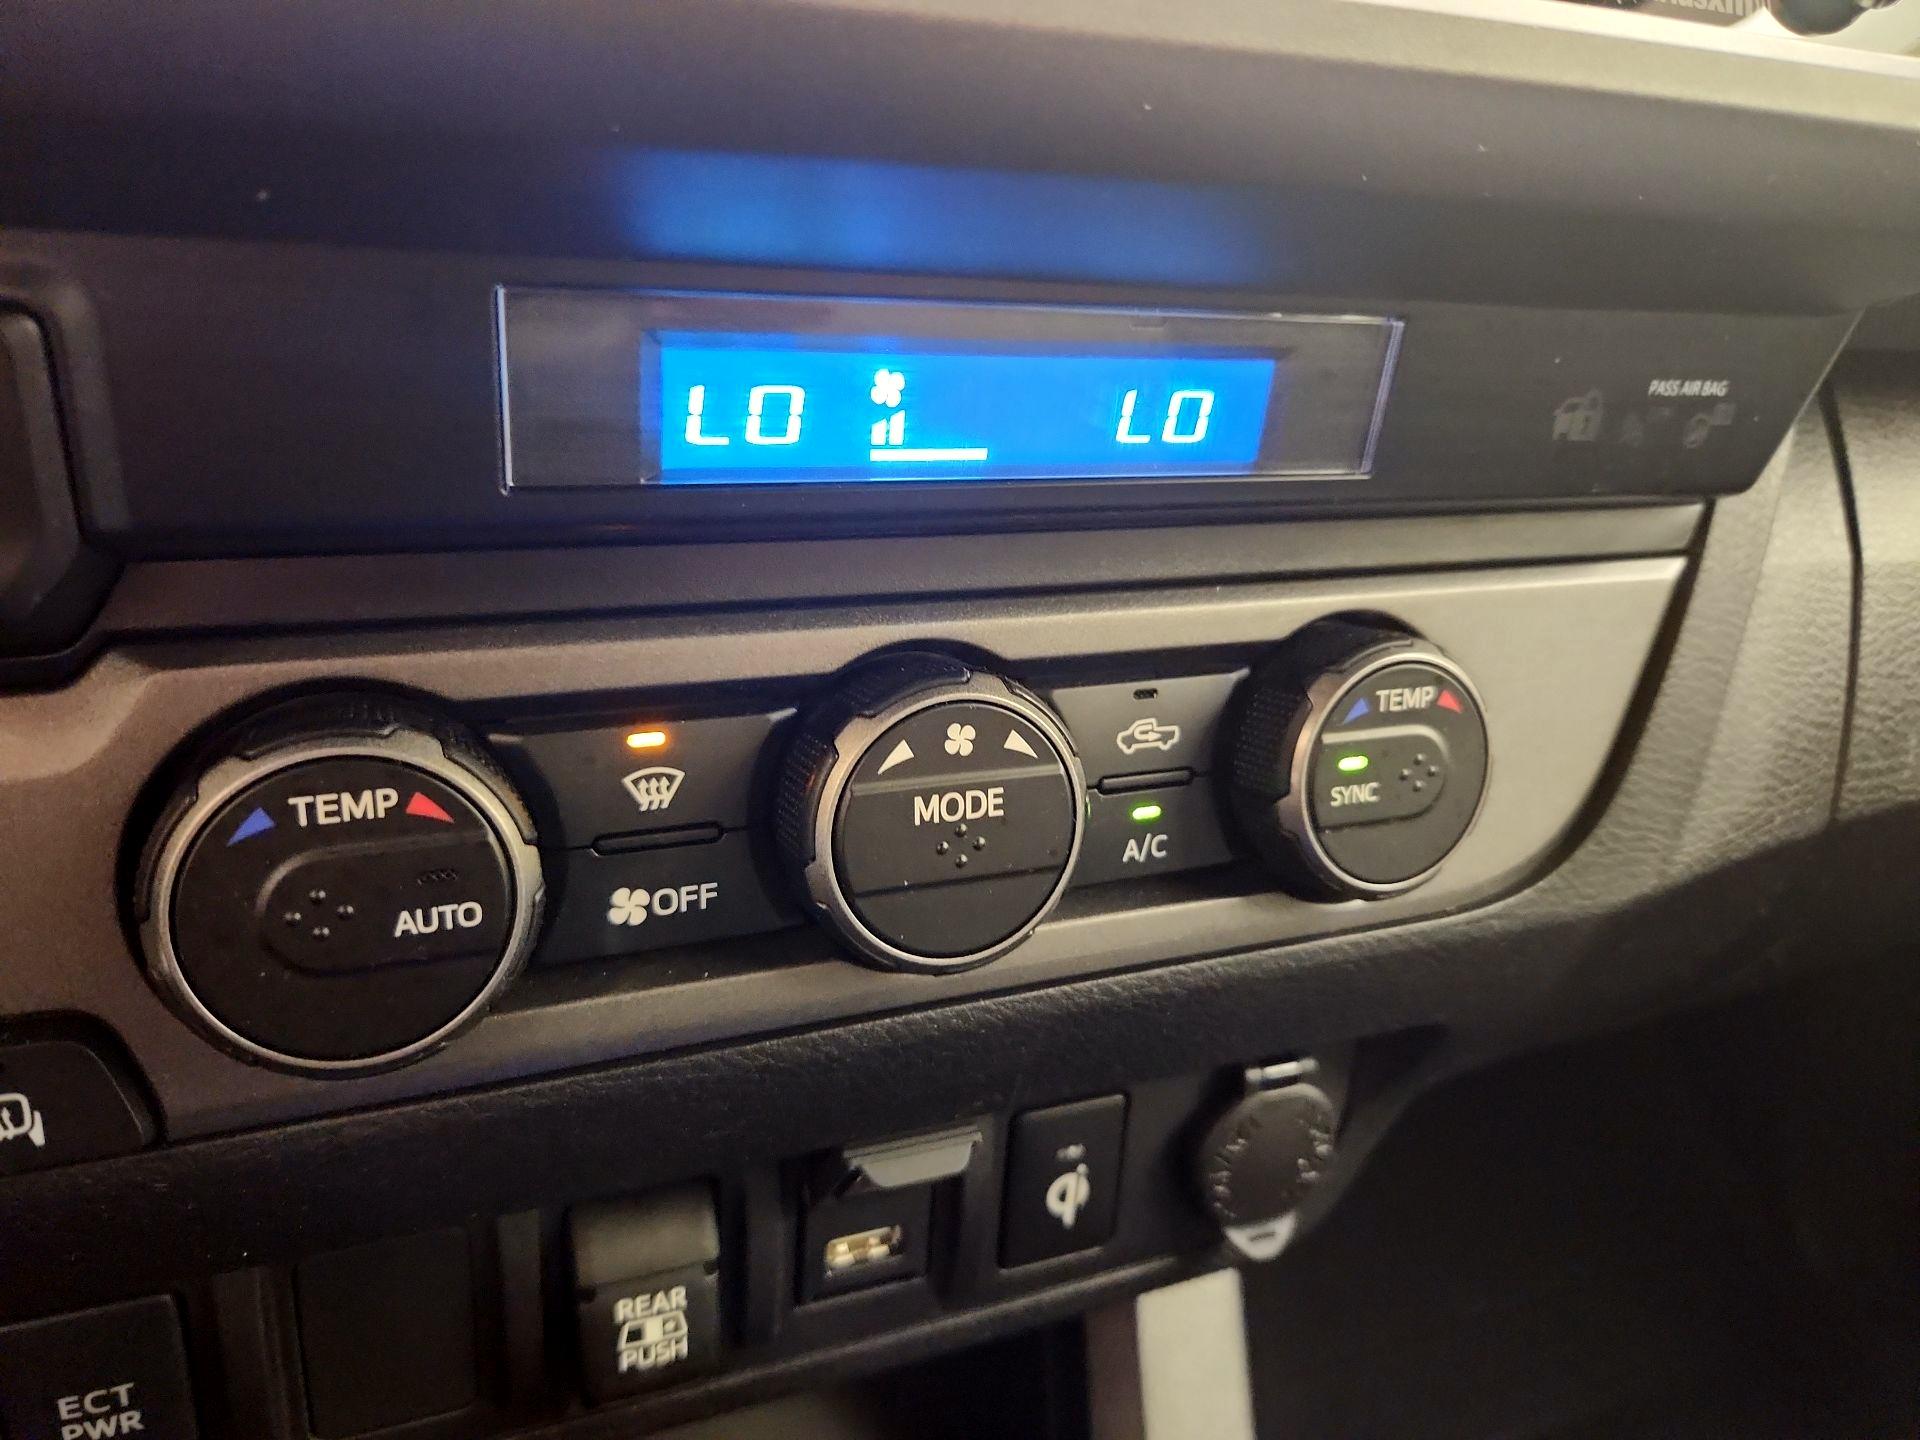 LO LO
PASS AIR BAG
TEMP
AUTO
OFF
MODE
A/C
TEMP
SYNC
REAR
PUSH
ECT
PWR